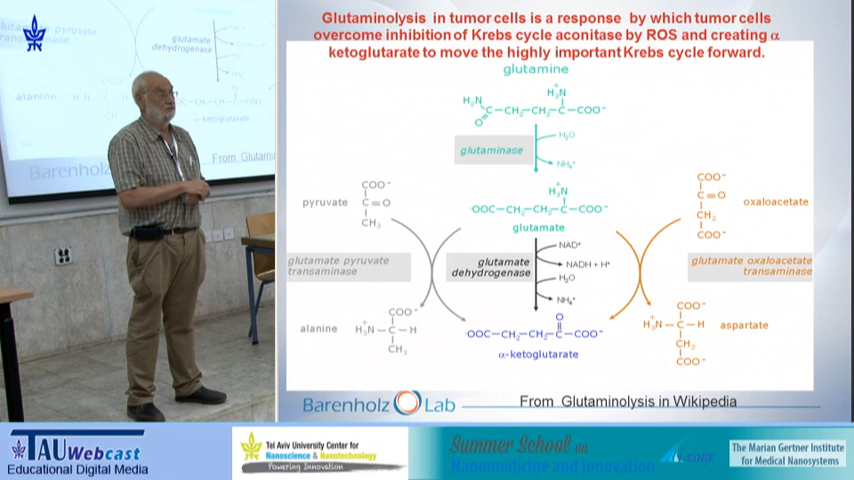 Glutaminolysis in tumor cells is a response by which tumor cells
overcome inhibition of Krebs cycle aconitase by ROS and creating α
ketoglutarate to move the highly important Krebs cycle forward.
glutamine
H₃N⁺
H₂N
C–CH₂–CH₂–C–COO⁻
O
H
H₂O
glutaminase
NH₄⁺
pyruvate
COO⁻
C=O
CH₃
H₃N⁺
⁻OOC–CH₂–CH₂–C–COO⁻
H
glutamate
COO⁻
C=O
CH₂
COO⁻
oxaloacetate
glutamate pyruvate
transaminase
glutamate
dehydrogenase
NAD⁺
NADH + H⁺
H₂O
NH₄⁺
glutamate oxaloacetate
transaminase
alanine
COO⁻
H₃N⁺–C–H
CH₃
O
⁻OOC–CH₂–CH₂–C–COO⁻
α-ketoglutarate
COO⁻
H₃N⁺–C–H
CH₂
COO⁻
aspartate
Barenholz Lab
From Glutaminolysis in Wikipedia
pyruvate
glutamate
dehydrogenase
alanine
α-ketoglutarate
Barenholz
From Glutami
TAU Webcast
Educational Digital Media
Tel Aviv University Center for
Nanoscience & Nanotechnology
Powering Innovation
Summer School on
Nanomedicine and Innovation
I-CORE
The Marian Gertner Institute
for Medical Nanosystems